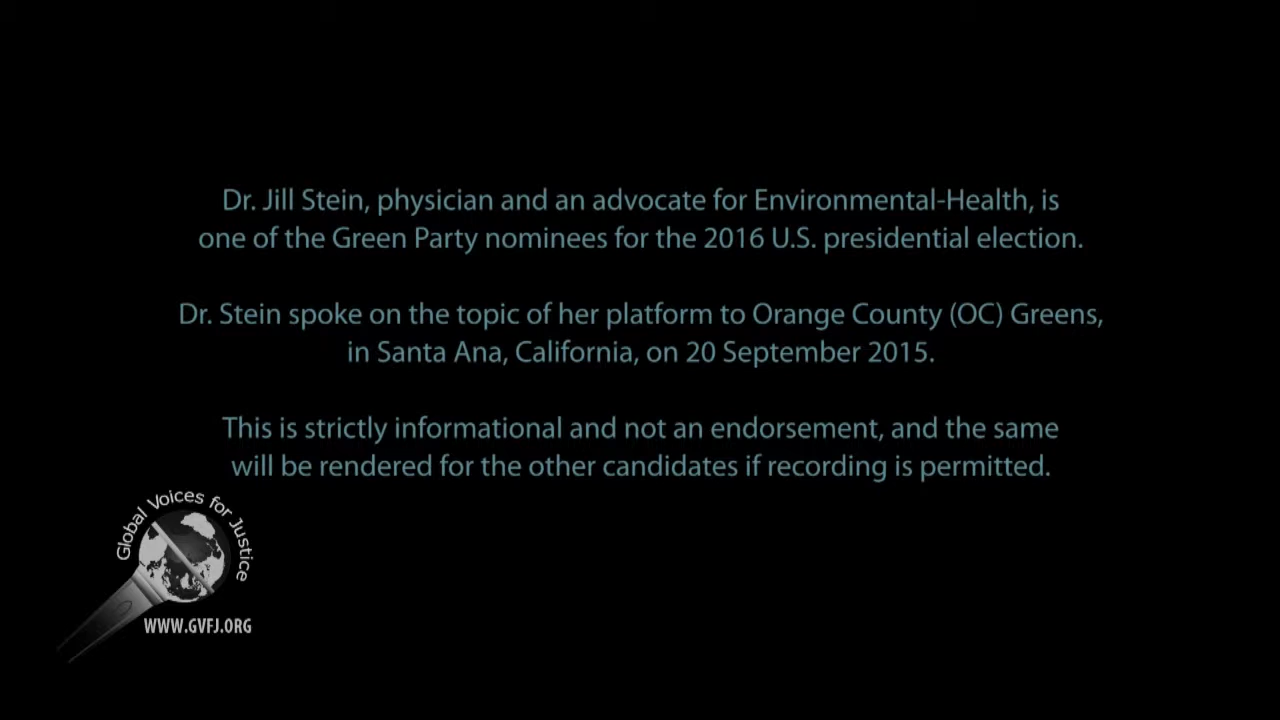 Dr. Jill Stein, physician and an advocate for Environmental-Health, is
one of the Green Party nominees for the 2016 U.S. presidential election.
Dr. Stein spoke on the topic of her platform to Orange County (OC) Greens,
in Santa Ana, California, on 20 September 2015.
This is strictly informational and not an endorsement, and the same
will be rendered for the other candidates if recording is permitted.
Global Voices for Justice
WWW.GVFJ.ORG